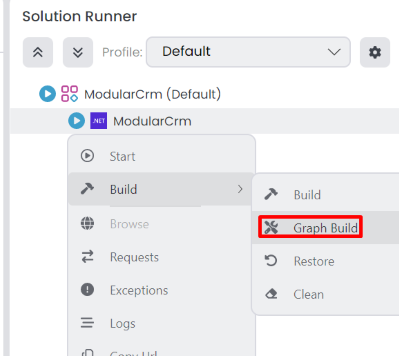 Solution Runner
Profile: Default
ModularCrm (Default)
.NET ModularCrm
Start
Build
Browse
Requests
Exceptions
Logs
Copy Url
Build
Graph Build
Restore
Clean